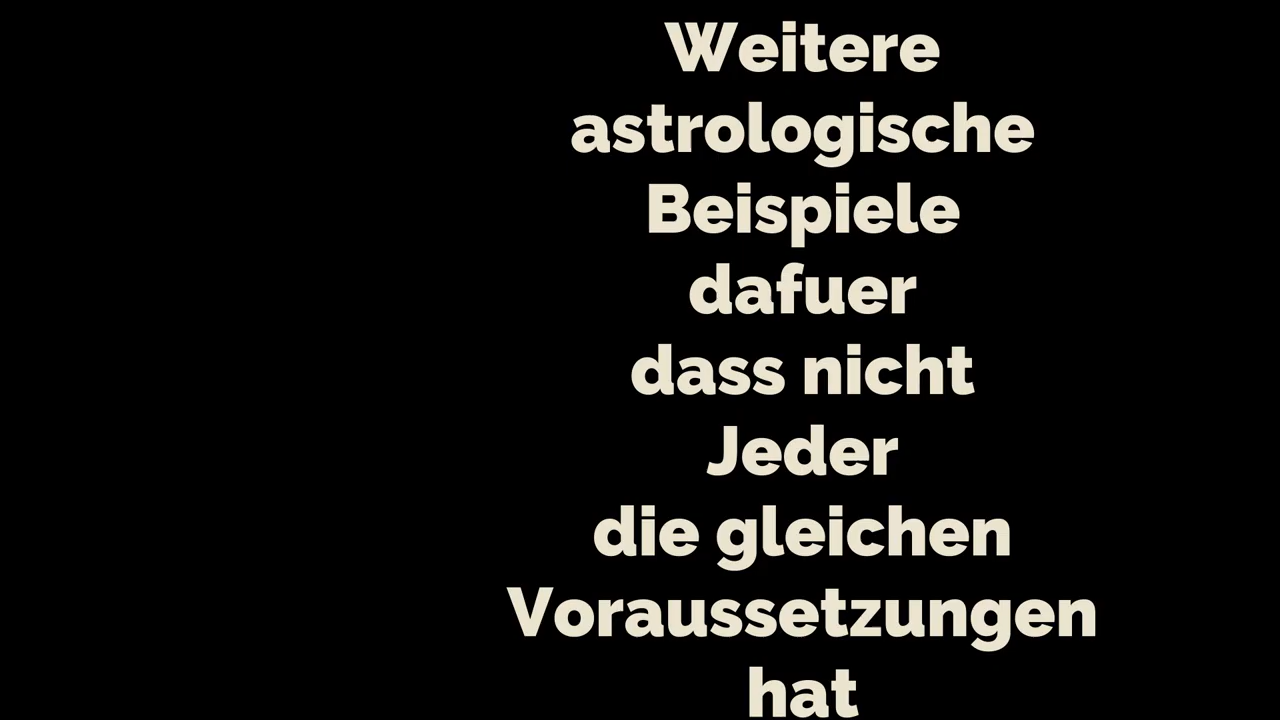 Weitere
astrologische
Beispiele
dafuer
dass nicht
Jeder
die gleichen
Voraussetzungen
hat